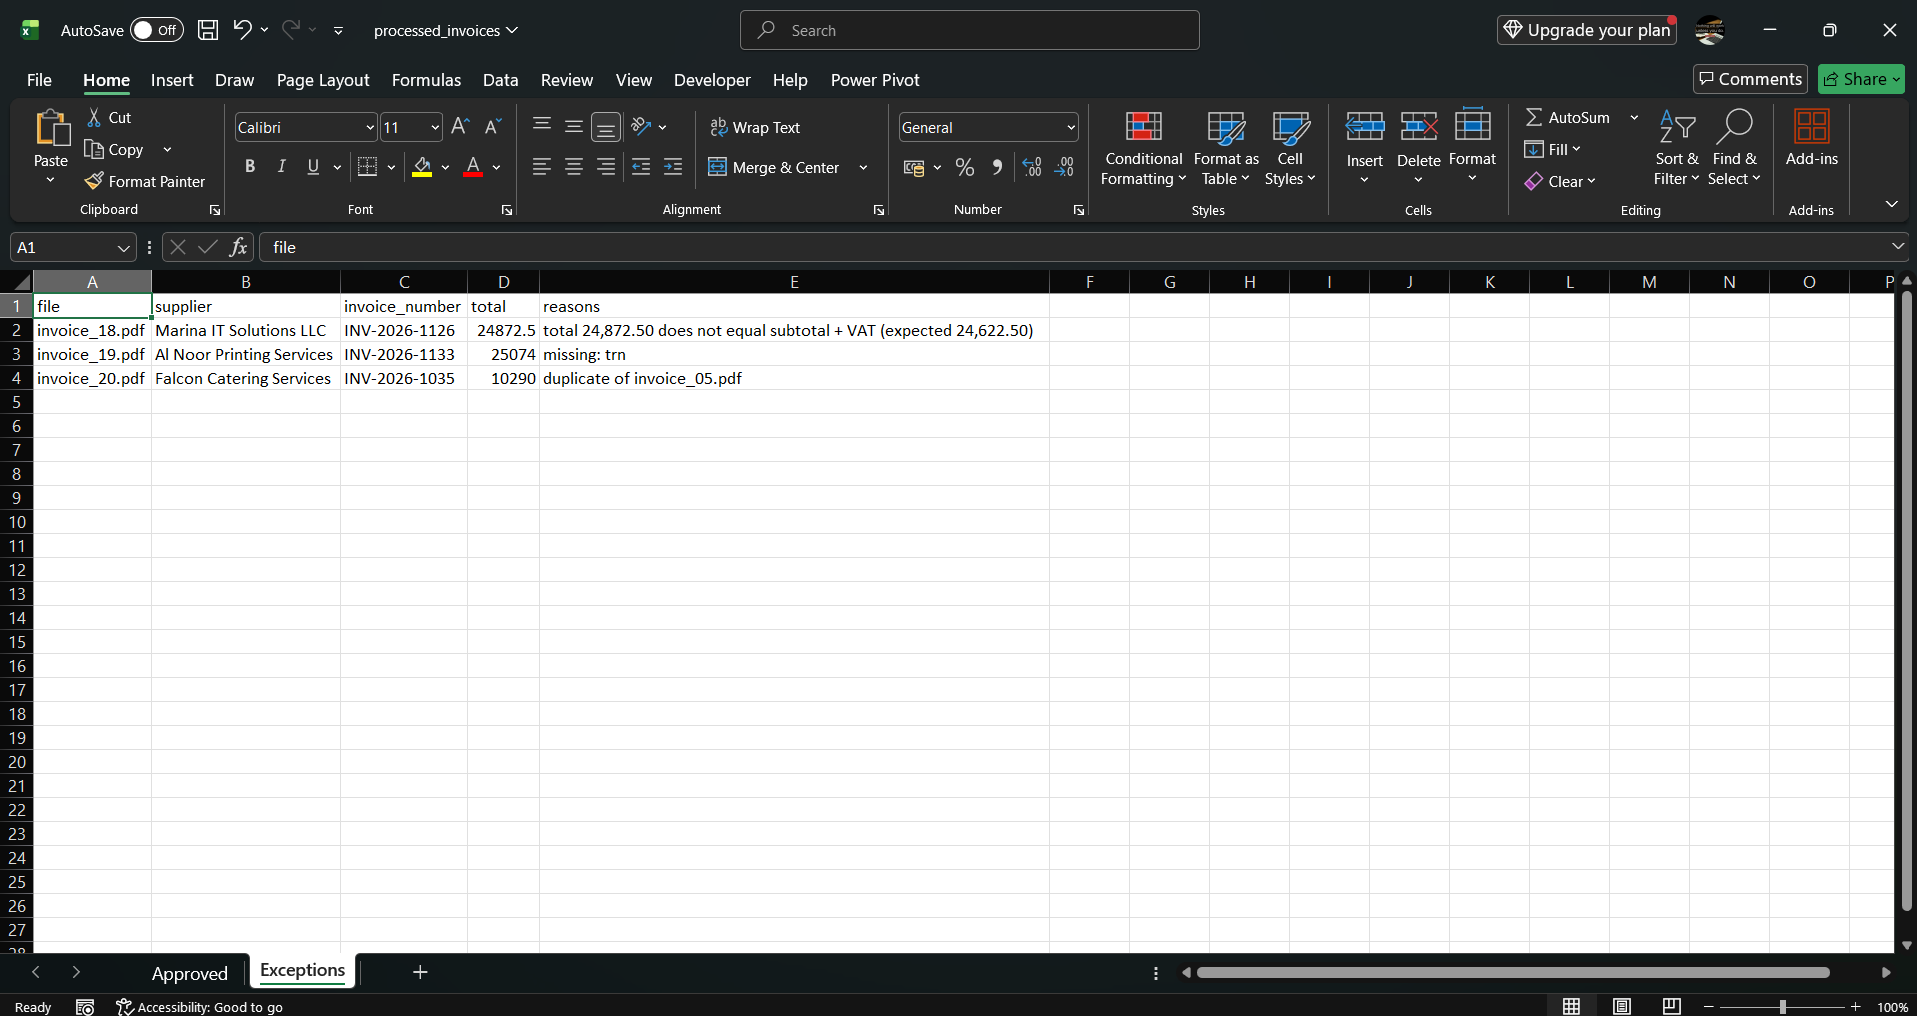 AutoSave Off processed_invoices Search Upgrade your plan
File Home Insert Draw Page Layout Formulas Data Review View Developer Help Power Pivot Comments Share
Paste
Cut
Copy
Format Painter
Clipboard
Calibri 11
B I U
Font
Wrap Text
Merge & Center
Alignment
General
Number
Conditional Formatting
Format as Table
Cell Styles
Styles
Insert
Delete
Format
Cells
AutoSum
Fill
Clear
Sort & Filter
Find & Select
Editing
Add-ins
Add-ins
A1 fx file
A B C D E F G H I J K L M N O P
1 file supplier invoice_number total reasons
2 invoice_18.pdf Marina IT Solutions LLC INV-2026-1126 24872.5 total 24,872.50 does not equal subtotal + VAT (expected 24,622.50)
3 invoice_19.pdf Al Noor Printing Services INV-2026-1133 25074 missing: trn
4 invoice_20.pdf Falcon Catering Services INV-2026-1035 10290 duplicate of invoice_05.pdf
5
6
7
8
9
10
11
12
13
14
15
16
17
18
19
20
21
22
23
24
25
26
27
28
Approved Exceptions
Ready Accessibility: Good to go 100%